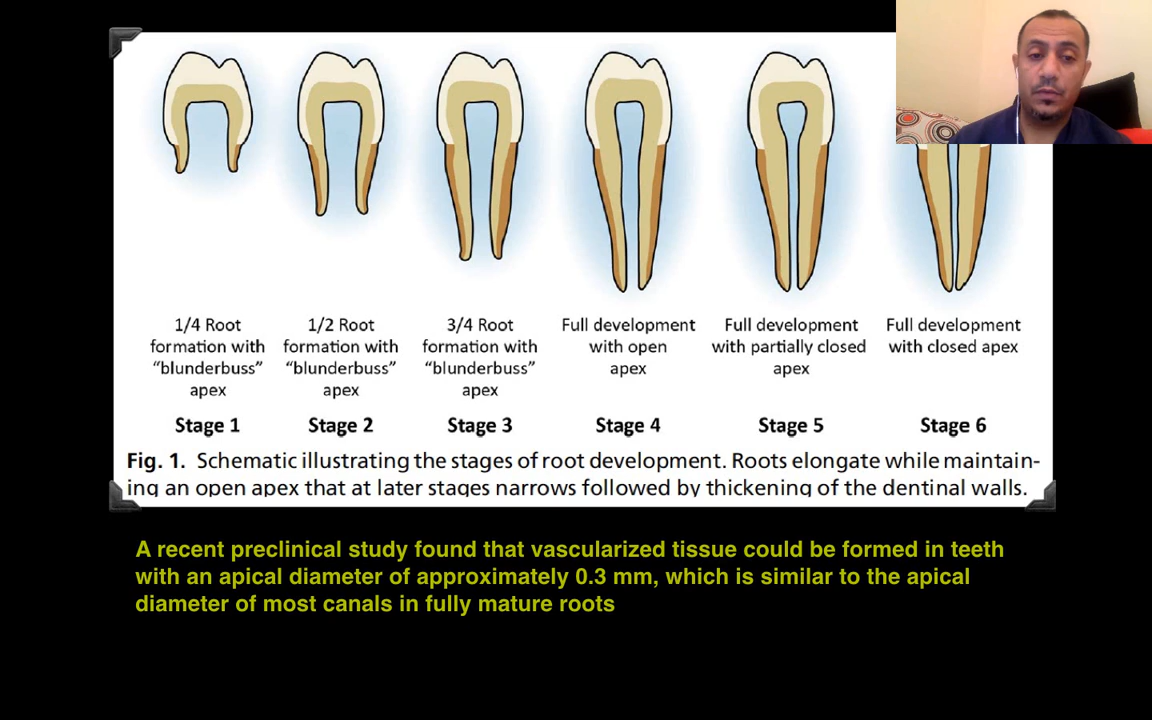 1/4 Root
formation with
“blunderbuss”
apex
Stage 1
1/2 Root
formation with
“blunderbuss”
apex
Stage 2
3/4 Root
formation with
“blunderbuss”
apex
Stage 3
Full development
with open
apex
Stage 4
Full development
with partially closed
apex
Stage 5
Full development
with closed apex
Stage 6
Fig. 1. Schematic illustrating the stages of root development. Roots elongate while maintain-
ing an open apex that at later stages narrows followed by thickening of the dentinal walls.
A recent preclinical study found that vascularized tissue could be formed in teeth
with an apical diameter of approximately 0.3 mm, which is similar to the apical
diameter of most canals in fully mature roots